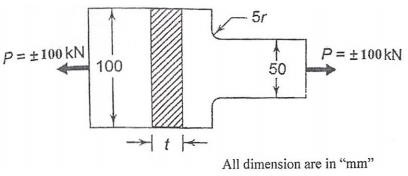 5r
P = ±100 kN
100
50
P = ±100 kN
t
All dimension are in “mm”